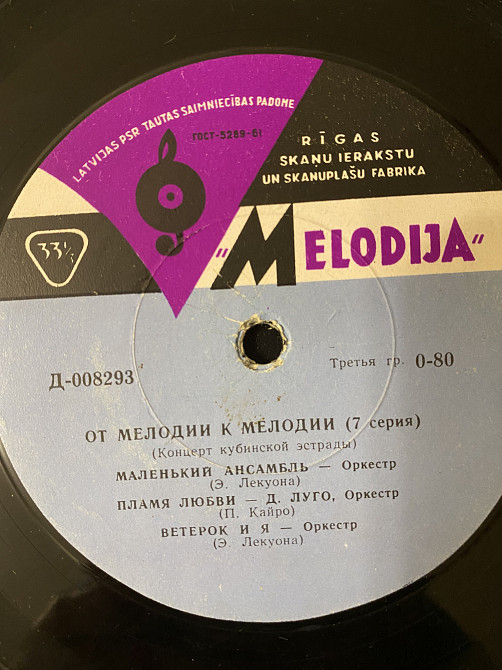 LATVIJAS PSR TAUTAS SAIMNIECĪBAS PADOME
ГОСТ-5289-61
RĪGAS
SKAŅU IERAKSTU
UN SKAŅUPLAŠU FABRIKA
33⅓
"MELODIJA"
Д-008293
Третья гр. 0-80
ОТ МЕЛОДИИ К МЕЛОДИИ (7 серия)
(Концерт кубинской эстрады)
МАЛЕНЬКИЙ АНСАМБЛЬ — Оркестр
(Э. Лекуона)
ПЛАМЯ ЛЮБВИ — Д. ЛУГО, Оркестр
(П. Кайро)
ВЕТЕРОК И Я — Оркестр
(Э. Лекуона)